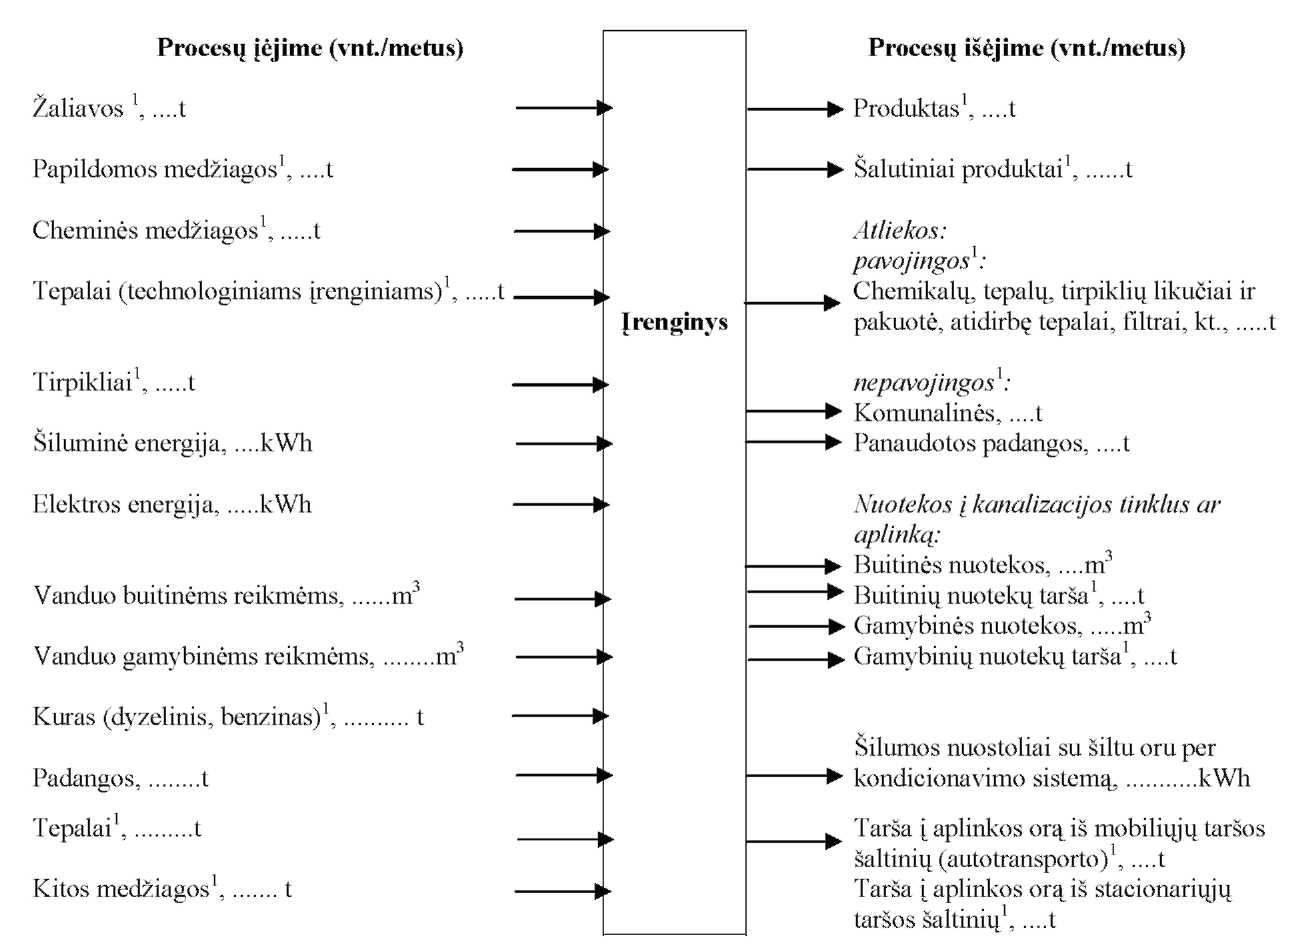 Procesų įėjime (vnt./metus)
Žaliavos ¹, ....t
Papildomos medžiagos¹, ....t
Cheminės medžiagos¹, .....t
Tepalai (technologiniams įrenginiams)¹, .....t
Tirpikliai¹, .....t
Šiluminė energija, ....kWh
Elektros energija, .....kWh
Vanduo buitinėms reikmėms, ......m³
Vanduo gamybinėms reikmėms, ........m³
Kuras (dyzelinis, benzinas)¹, .......... t
Padangos, ........t
Tepalai¹, .........t
Kitos medžiagos¹, ....... t
Įrenginys
Procesų išėjime (vnt./metus)
Produktas¹, ....t
Šalutiniai produktai¹, ......t
Atliekos:
pavojingos¹:
Chemikalų, tepalų, tirpiklių likučiai ir
pakuotė, atidirbę tepalai, filtrai, kt., .....t
nepavojingos¹:
Komunalinės, ....t
Panaudotos padangos, ....t
Nuotekos į kanalizacijos tinklus ar
aplinką:
Buitinės nuotekos, ....m³
Buitinių nuotekų tarša¹, ....t
Gamybinės nuotekos, .....m³
Gamybinių nuotekų tarša¹, ....t
Šilumos nuostoliai su šiltu oru per
kondicionavimo sistemą, ...........kWh
Tarša į aplinkos orą iš mobiliųjų taršos
šaltinių (autotransporto)¹, ....t
Tarša į aplinkos orą iš stacionariųjų
taršos šaltinių¹, ....t